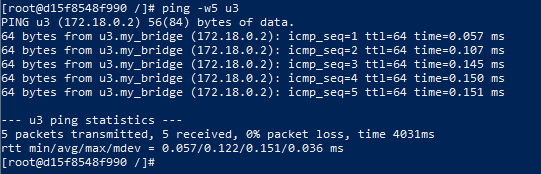 [root@d15f8548f990 /]# ping -w5 u3
PING u3 (172.18.0.2) 56(84) bytes of data.
64 bytes from u3.my_bridge (172.18.0.2): icmp_seq=1 ttl=64 time=0.057 ms
64 bytes from u3.my_bridge (172.18.0.2): icmp_seq=2 ttl=64 time=0.107 ms
64 bytes from u3.my_bridge (172.18.0.2): icmp_seq=3 ttl=64 time=0.145 ms
64 bytes from u3.my_bridge (172.18.0.2): icmp_seq=4 ttl=64 time=0.150 ms
64 bytes from u3.my_bridge (172.18.0.2): icmp_seq=5 ttl=64 time=0.151 ms

--- u3 ping statistics ---
5 packets transmitted, 5 received, 0% packet loss, time 4031ms
rtt min/avg/max/mdev = 0.057/0.122/0.151/0.036 ms
[root@d15f8548f990 /]#